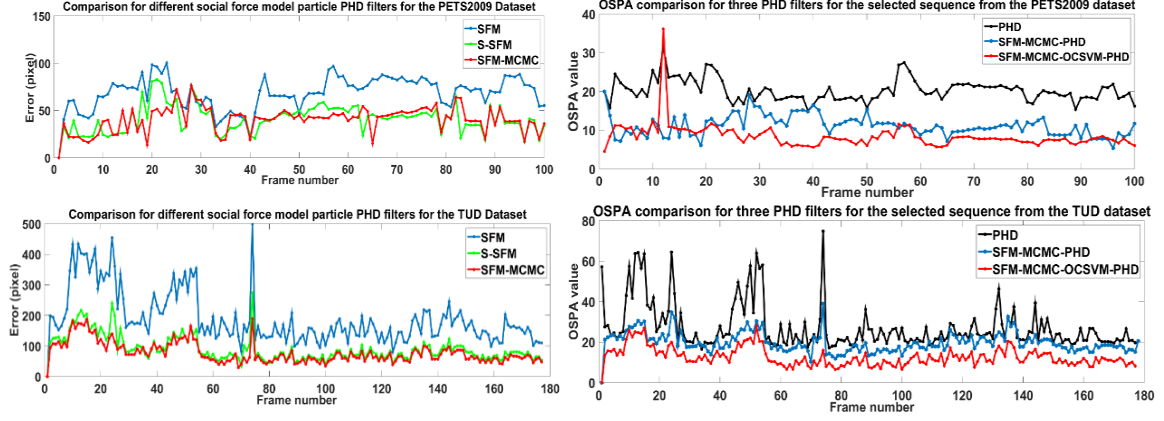 Comparison for different social force model particle PHD filters for the PETS2009 Dataset
150
100
50
0
Error (pixel)
SFM
S-SFM
SFM-MCMC
0 10 20 30 40 50 60 70 80 90 100
Frame number
OSPA comparison for three PHD filters for the selected sequence from the PETS2009 dataset
40
30
20
10
0
OSPA value
PHD
SFM-MCMC-PHD
SFM-MCMC-OCSVM-PHD
0 10 20 30 40 50 60 70 80 90 100
Frame number
Comparison for different social force model particle PHD filters for the TUD Dataset
500
400
300
200
100
0
Error (pixel)
SFM
S-SFM
SFM-MCMC
0 20 40 60 80 100 120 140 160 180
Frame number
OSPA comparison for three PHD filters for the selected sequence from the TUD dataset
80
60
40
20
0
OSPA value
PHD
SFM-MCMC-PHD
SFM-MCMC-OCSVM-PHD
0 20 40 60 80 100 120 140 160 180
Frame number